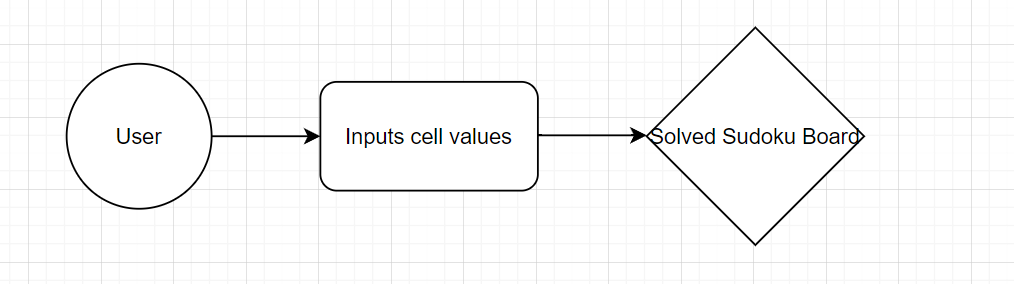 User
Inputs cell values
Solved Sudoku Board